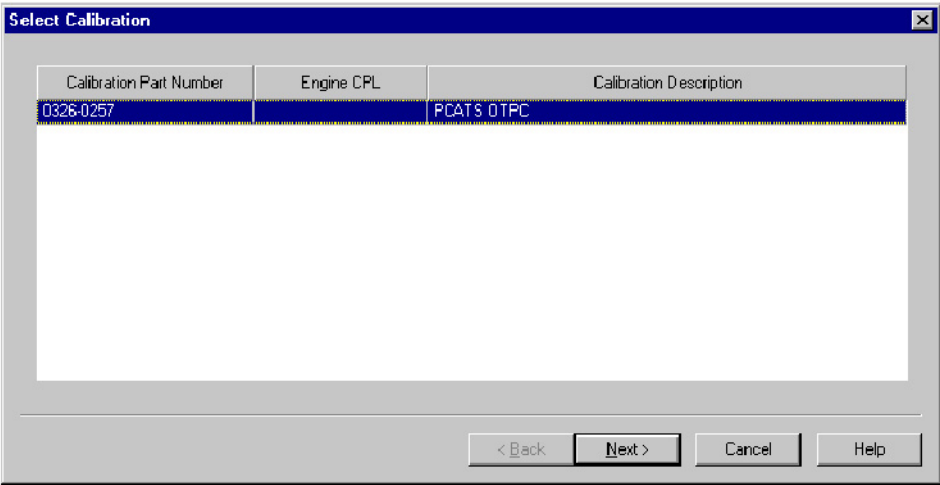 Select Calibration
Calibration Part Number Engine CPL Calibration Description
0326-0257 PCATS OTPC
< Back Next > Cancel Help